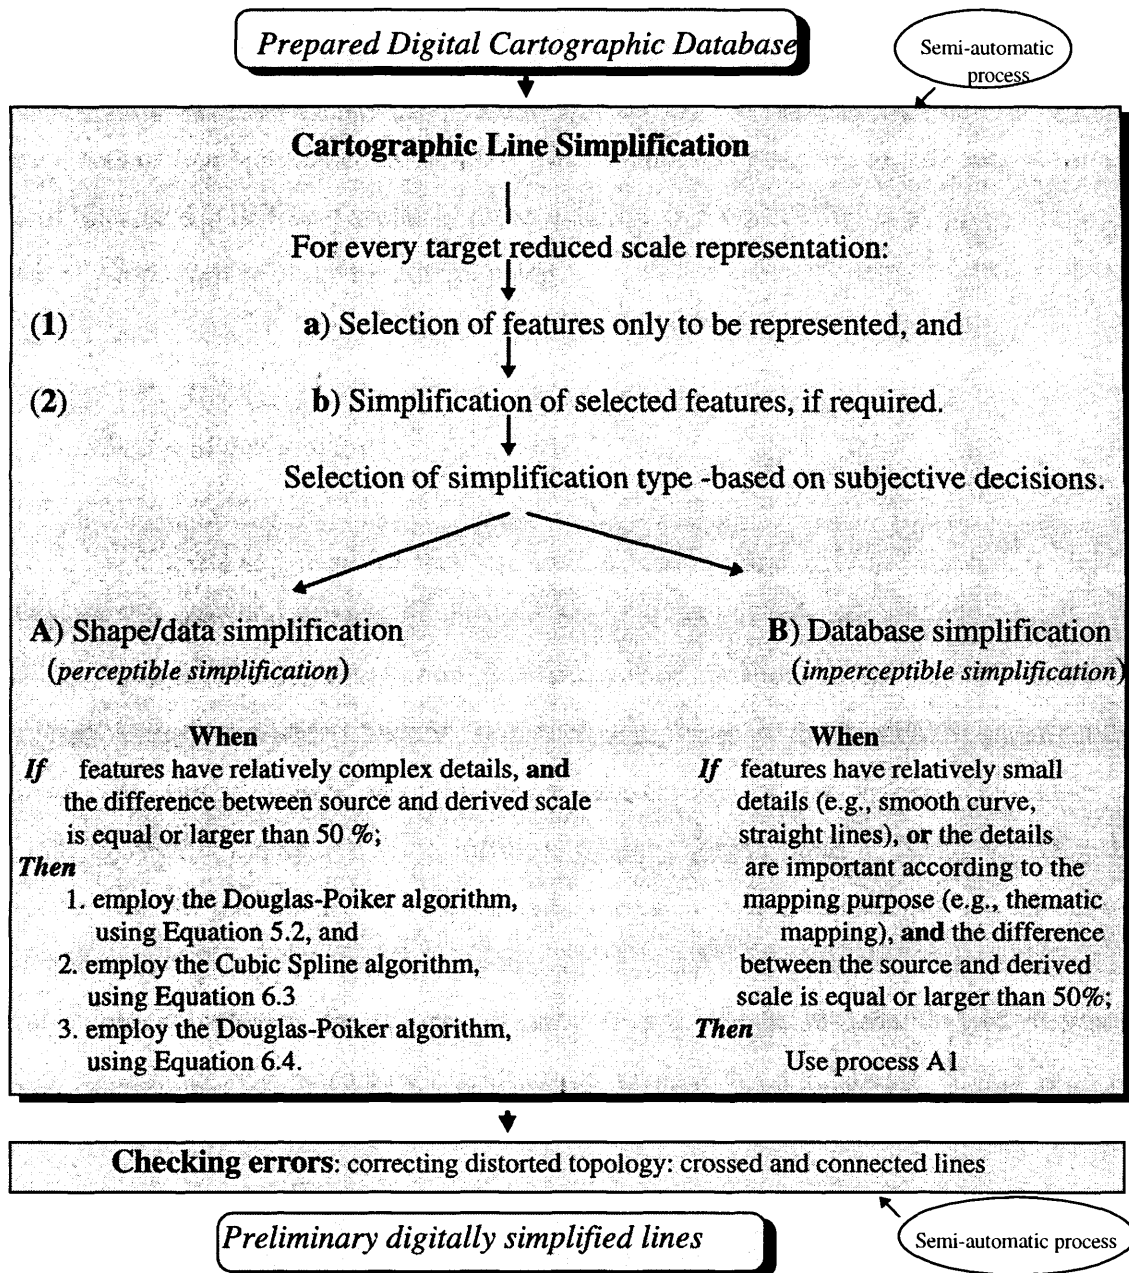 Prepared Digital Cartographic Database
Semi-automatic
process
Cartographic Line Simplification
For every target reduced scale representation:
(1) a) Selection of features only to be represented, and
(2) b) Simplification of selected features, if required.
Selection of simplification type -based on subjective decisions.
A) Shape/data simplification
(perceptible simplification)
When
If features have relatively complex details, and
the difference between source and derived scale
is equal or larger than 50 %;
Then
1. employ the Douglas-Poiker algorithm,
using Equation 5.2, and
2. employ the Cubic Spline algorithm,
using Equation 6.3
3. employ the Douglas-Poiker algorithm,
using Equation 6.4.
B) Database simplification
(imperceptible simplification)
When
If features have relatively small
details (e.g., smooth curve,
straight lines), or the details
are important according to the
mapping purpose (e.g., thematic
mapping), and the difference
between the source and derived
scale is equal or larger than 50%;
Then
Use process A1
Checking errors: correcting distorted topology: crossed and connected lines
Preliminary digitally simplified lines
Semi-automatic process